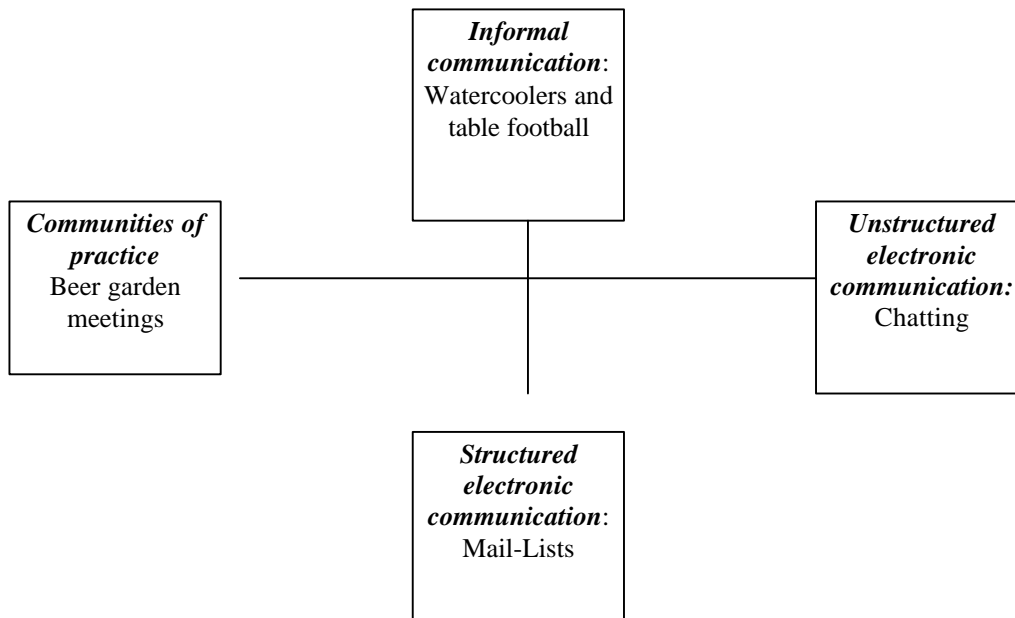 Informal
communication:
Watercoolers and
table football
Communities of
practice
Beer garden
meetings
Unstructured
electronic
communication:
Chatting
Structured
electronic
communication:
Mail-Lists